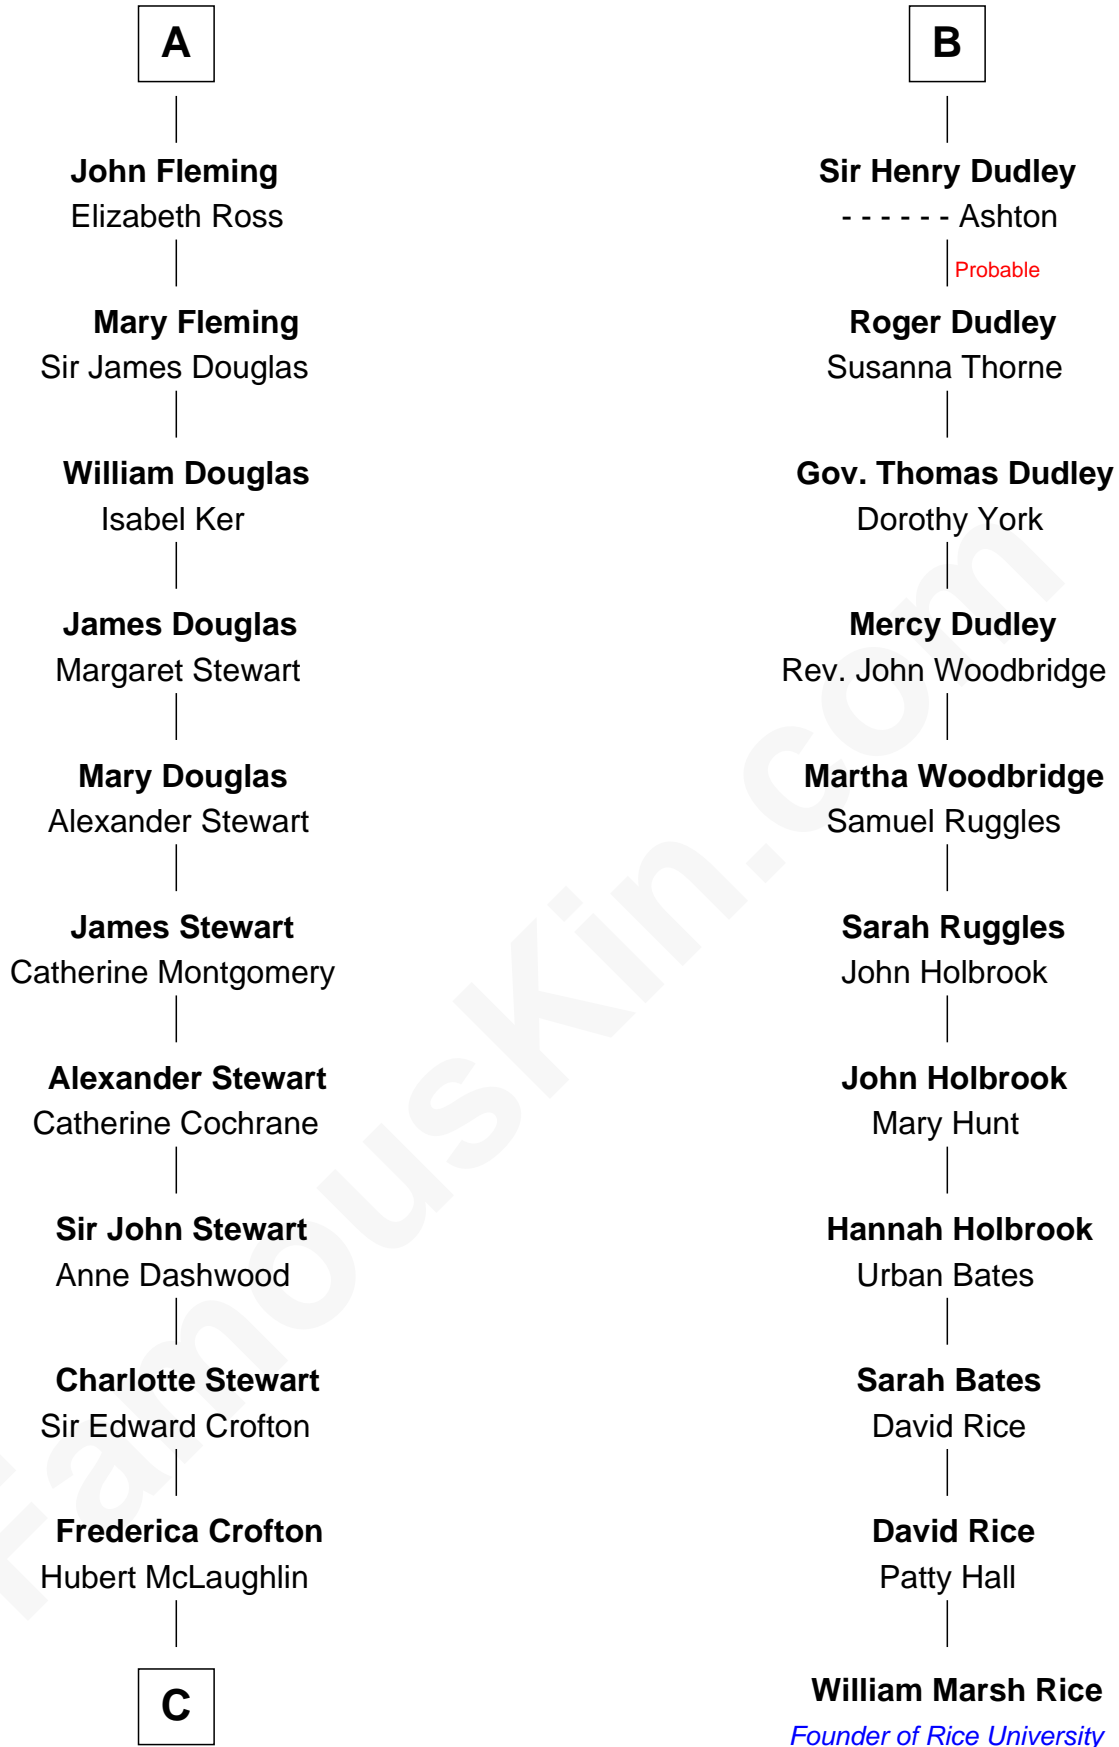 A
John Fleming
Elizabeth Ross
Mary Fleming
Sir James Douglas
William Douglas
Isabel Ker
James Douglas
Margaret Stewart
Mary Douglas
Alexander Stewart
James Stewart
Catherine Montgomery
Alexander Stewart
Catherine Cochrane
Sir John Stewart
Anne Dashwood
Charlotte Stewart
Sir Edward Crofton
Frederica Crofton
Hubert McLaughlin
C
B
Sir Henry Dudley
- - - - - - Ashton
Probable
Roger Dudley
Susanna Thorne
Gov. Thomas Dudley
Dorothy York
Mercy Dudley
Rev. John Woodbridge
Martha Woodbridge
Samuel Ruggles
Sarah Ruggles
John Holbrook
John Holbrook
Mary Hunt
Hannah Holbrook
Urban Bates
Sarah Bates
David Rice
David Rice
Patty Hall
William Marsh Rice
Founder of Rice University
FamousKin.com